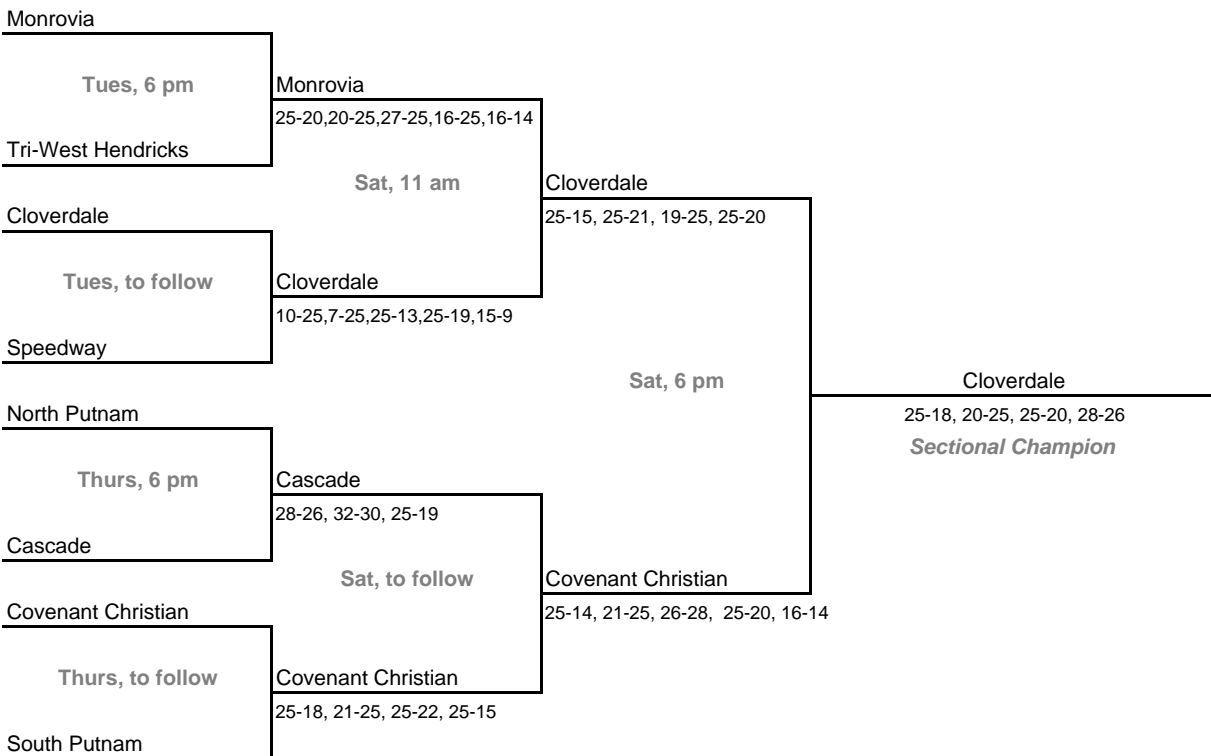 Monrovia
Tues, 6 pm
Monrovia
25-20,20-25,27-25,16-25,16-14
Tri-West Hendricks
Sat, 11 am
Cloverdale
Cloverdale
25-15, 25-21, 19-25, 25-20
Tues, to follow
Cloverdale
10-25,7-25,25-13,25-19,15-9
Speedway
Sat, 6 pm
Cloverdale
North Putnam
25-18, 20-25, 25-20, 28-26
Sectional Champion
Thurs, 6 pm
Cascade
28-26, 32-30, 25-19
Cascade
Sat, to follow
Covenant Christian
Covenant Christian
25-14, 21-25, 26-28,  25-20, 16-14
Thurs, to follow
Covenant Christian
25-18, 21-25, 25-22, 25-15
South Putnam